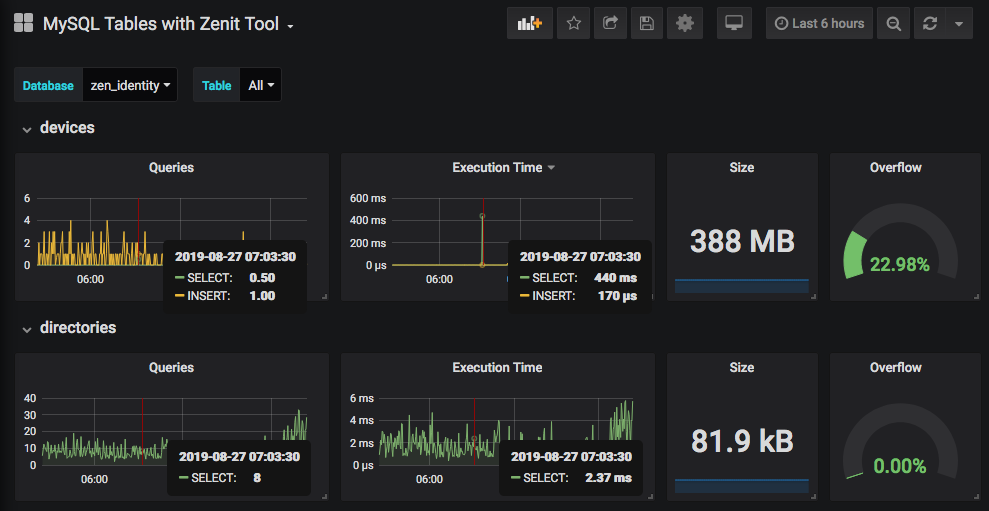 MySQL Tables with Zenit Tool
Last 6 hours
Database zen_identity Table All
devices
Queries
6
4
2
0
06:00
2019-08-27 07:03:30
SELECT: 0.50
INSERT: 1.00
Execution Time
600 ms
400 ms
200 ms
0 µs
06:00
2019-08-27 07:03:30
SELECT: 440 ms
INSERT: 170 µs
Size
388 MB
Overflow
22.98%
directories
Queries
40
30
20
10
0
06:00
2019-08-27 07:03:30
SELECT: 8
Execution Time
6 ms
4 ms
2 ms
0 µs
06:00
2019-08-27 07:03:30
SELECT: 2.37 ms
Size
81.9 kB
Overflow
0.00%